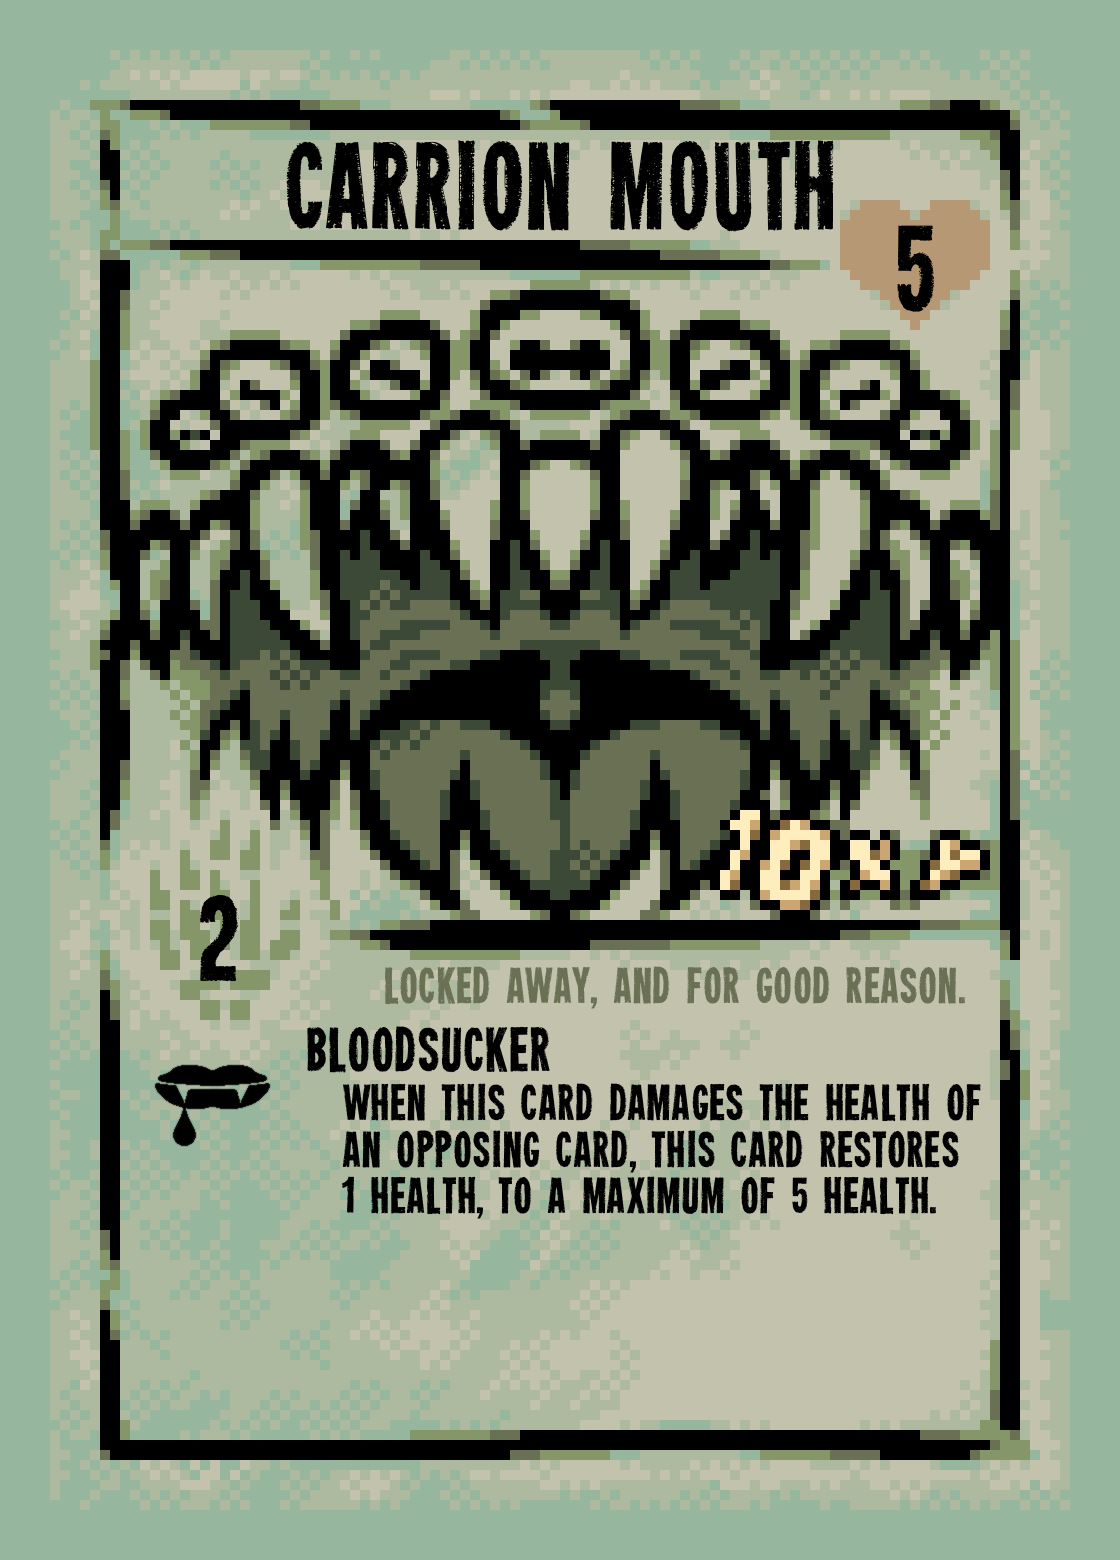 CARRION MOUTH
5
10XP
2
LOCKED AWAY, AND FOR GOOD REASON.
BLOODSUCKER
WHEN THIS CARD DAMAGES THE HEALTH OF
AN OPPOSING CARD, THIS CARD RESTORES
1 HEALTH, TO A MAXIMUM OF 5 HEALTH.